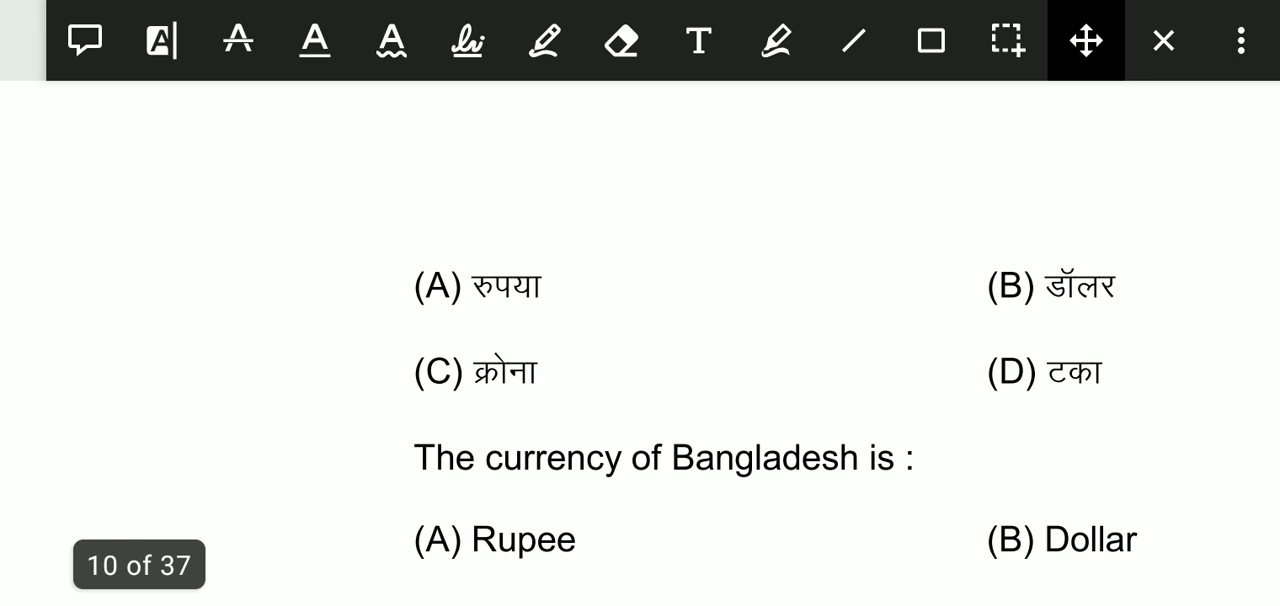 (A) रुपया (B) डॉलर
(C) क्रोना (D) टका
The currency of Bangladesh is :
(A) Rupee (B) Dollar
10 of 37